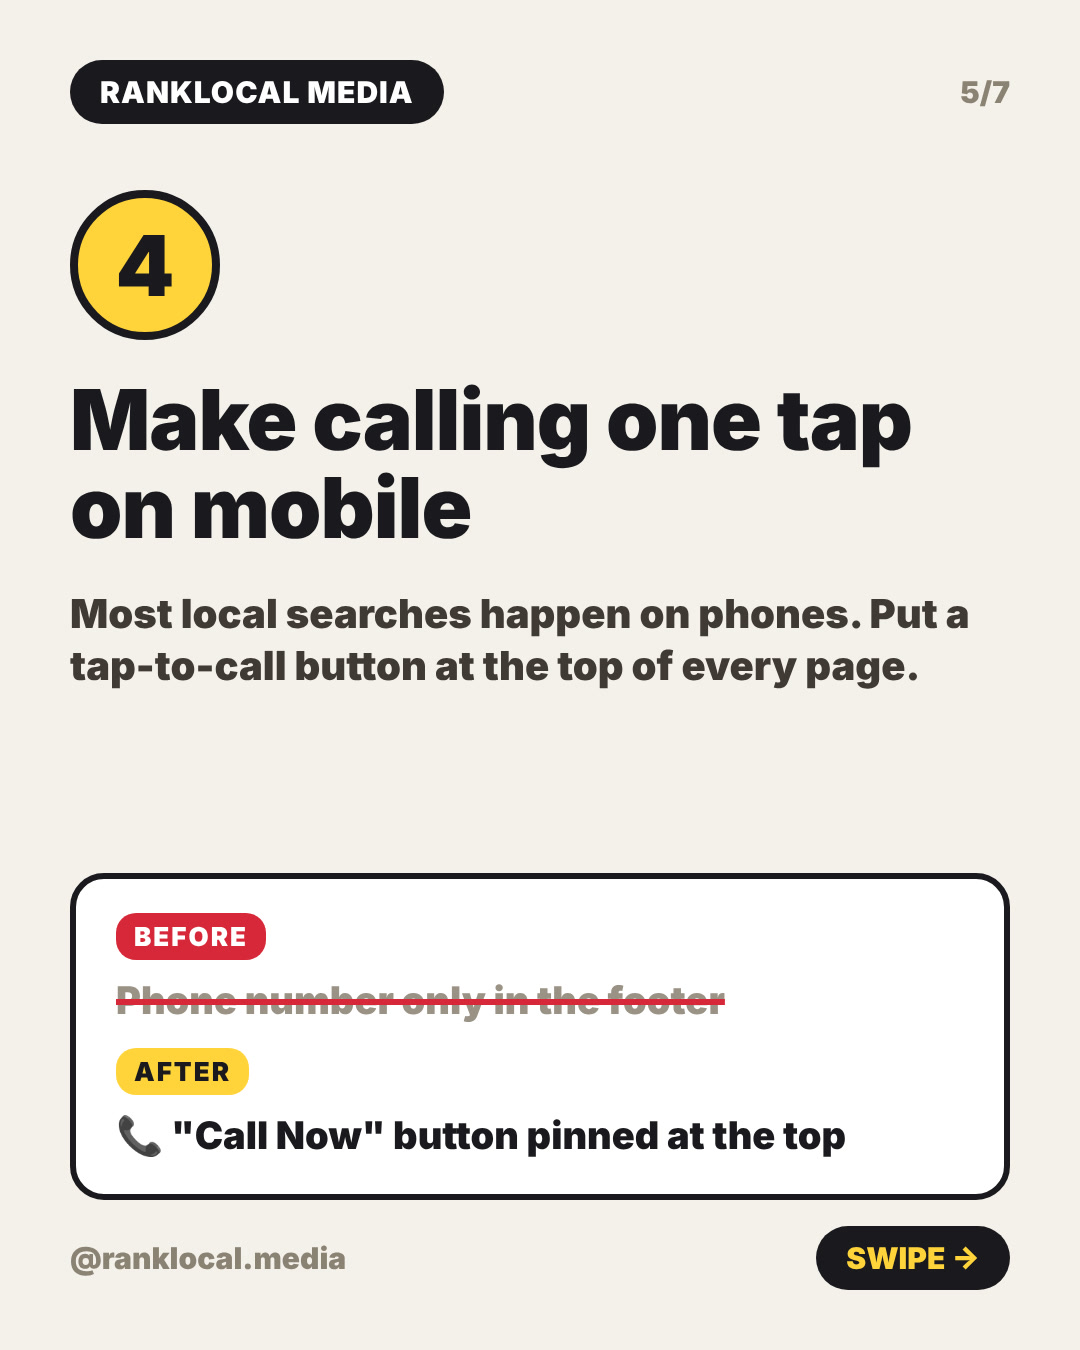 RANKLOCAL MEDIA
5/7
4
Make calling one tap
on mobile
Most local searches happen on phones. Put a
tap-to-call button at the top of every page.
BEFORE
Phone number only in the footer
AFTER
📞 "Call Now" button pinned at the top
@ranklocal.media
SWIPE →